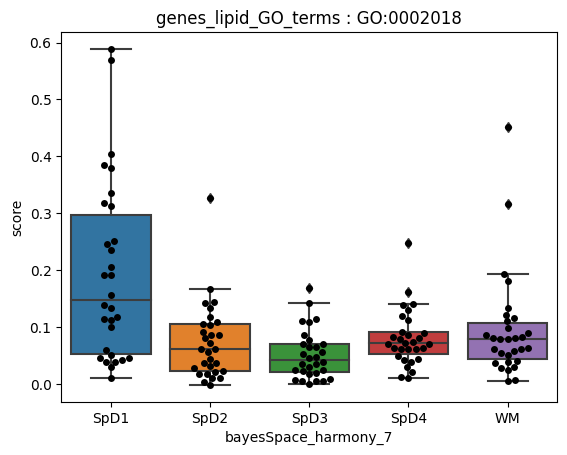 genes_lipid_GO_terms : GO:0002018
0.6
0.5
0.4
0.3
0.2
0.1
0.0
score
SpD1 SpD2 SpD3 SpD4 WM
bayesSpace_harmony_7